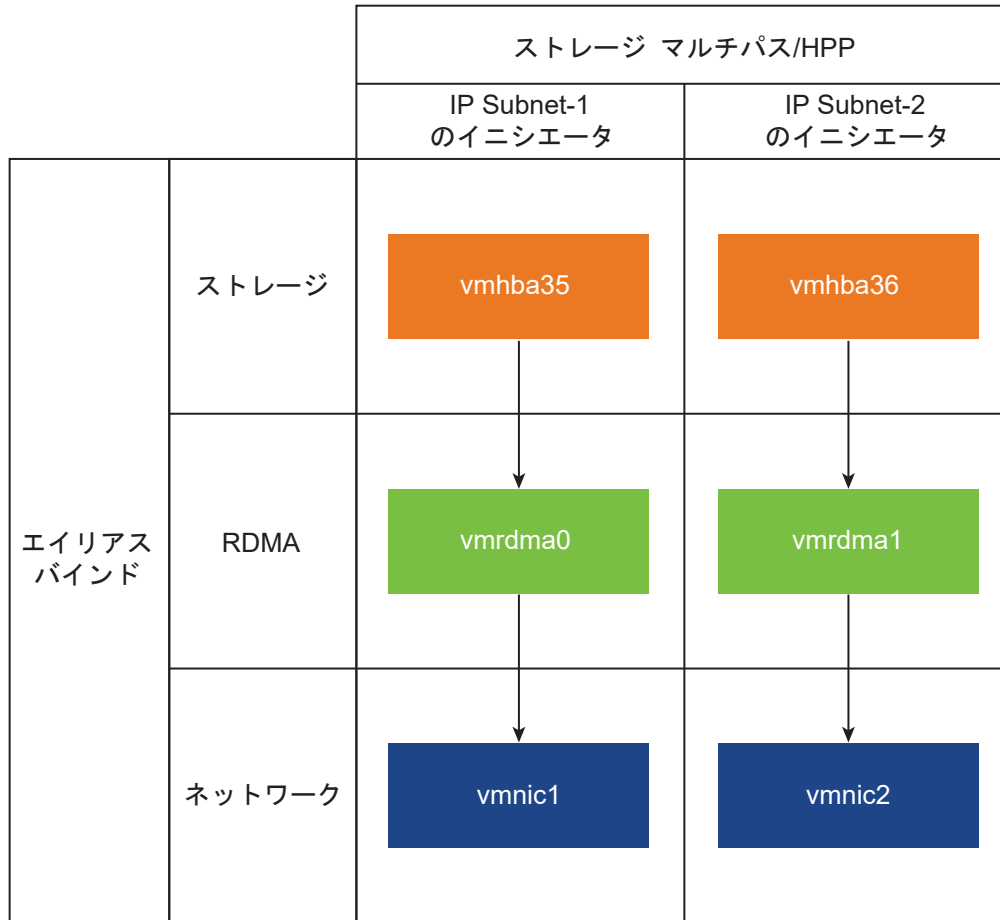 ストレージ マルチパス/HPP
IP Subnet-1
のイニシエータ
IP Subnet-2
のイニシエータ
ストレージ
vmhba35
vmhba36
エイリアス
バインド
RDMA
vmrdma0
vmrdma1
ネットワーク
vmnic1
vmnic2